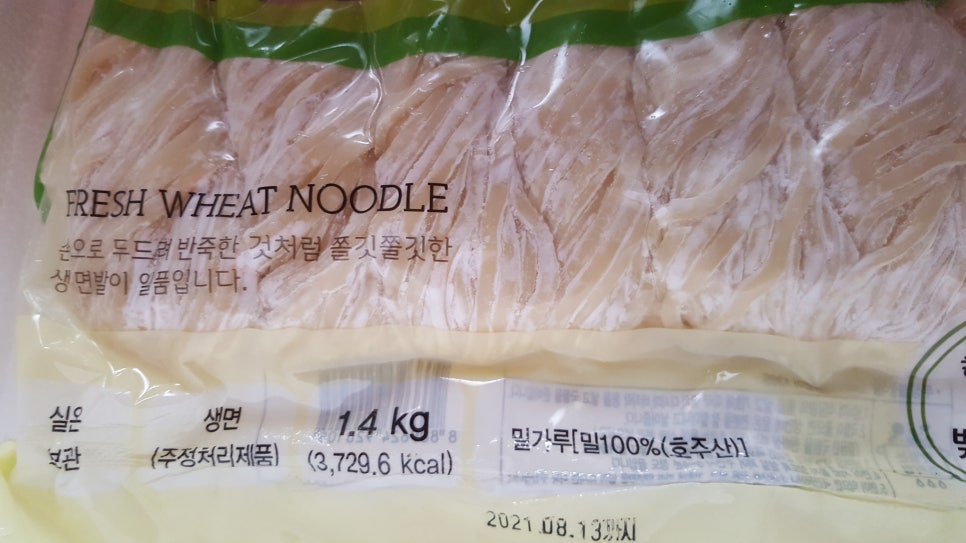 FRESH WHEAT NOODLE
손으로 두드려 반죽한 것처럼 쫄깃쫄깃한
생면발이 일품입니다.
실온
보관
생면
(주정처리제품)
1.4 kg
(3,729.6 kcal)
밀가루[밀100%(호주산)]
2021.08.13까지